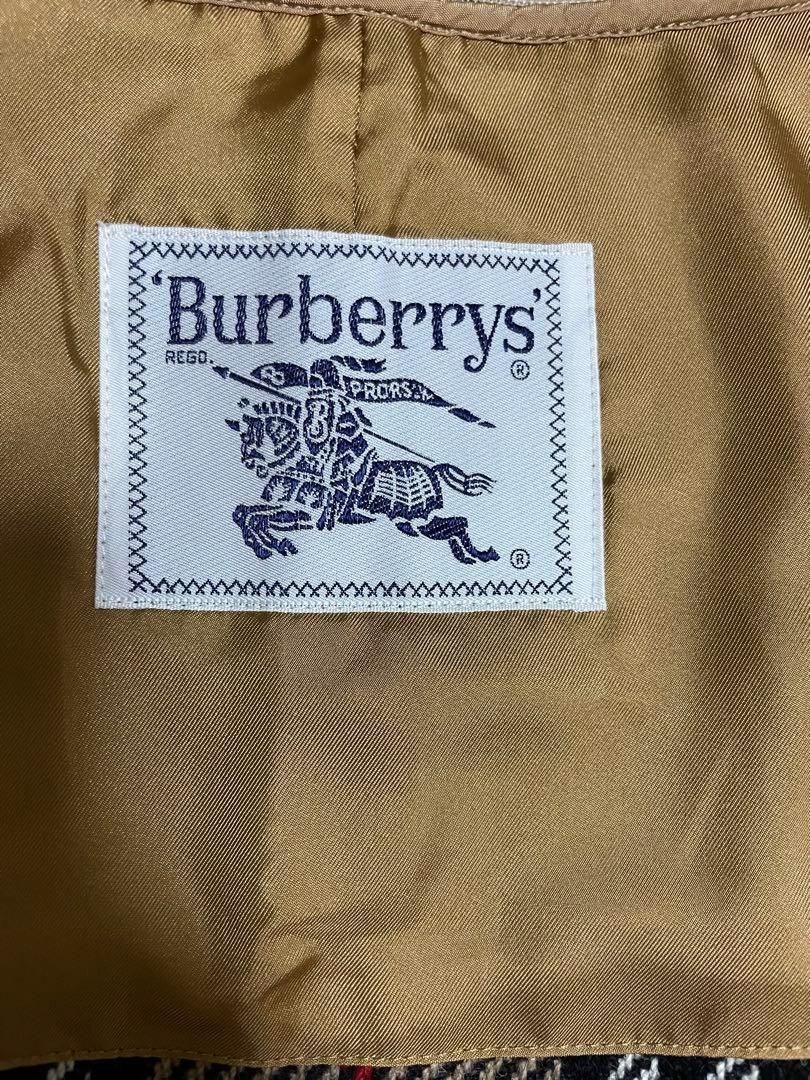 'Burberrys'
REGD.
®
PRORSUM
®